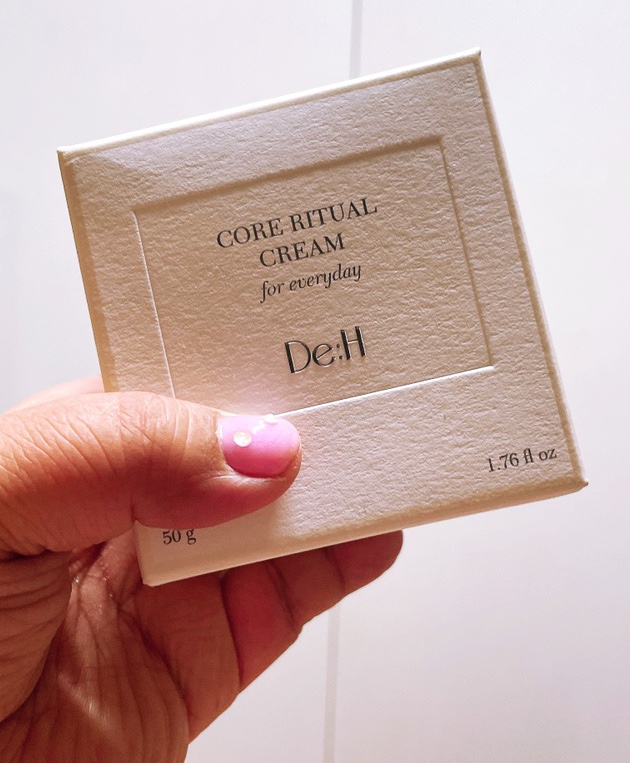 CORE RITUAL
CREAM
for everyday
De:H
1.76 fl oz
50 g